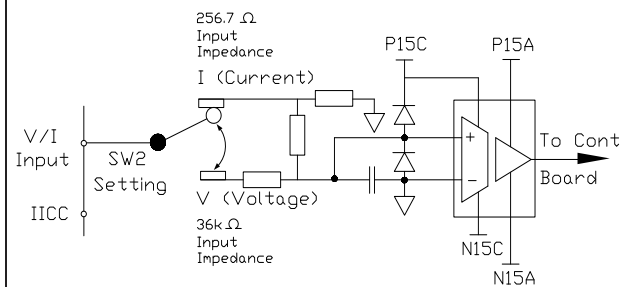 256.7 Ω
Input
Impedance
I (Current)
P15C
P15A
V/I
Input
SW2
Setting
To Cont
Board
+
−
V (Voltage)
IICC
36k Ω
Input
Impedance
N15C
N15A